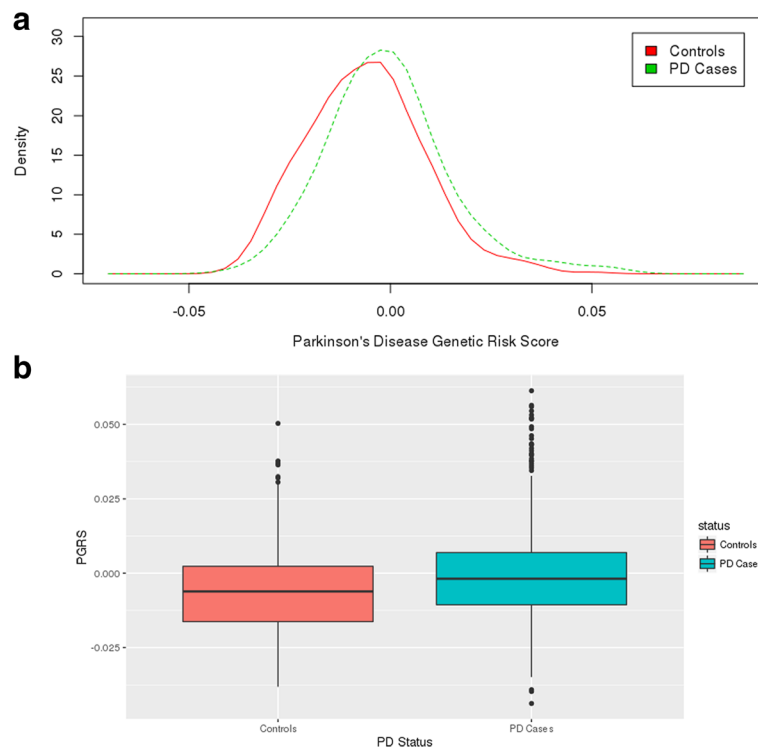 a
Controls
PD Cases
Density
30
25
20
15
10
5
0
-0.05
0.00
0.05
Parkinson's Disease Genetic Risk Score
b
PGRS
0.050
0.025
0.000
-0.025
status
Controls
PD Cases
Controls
PD Cases
PD Status